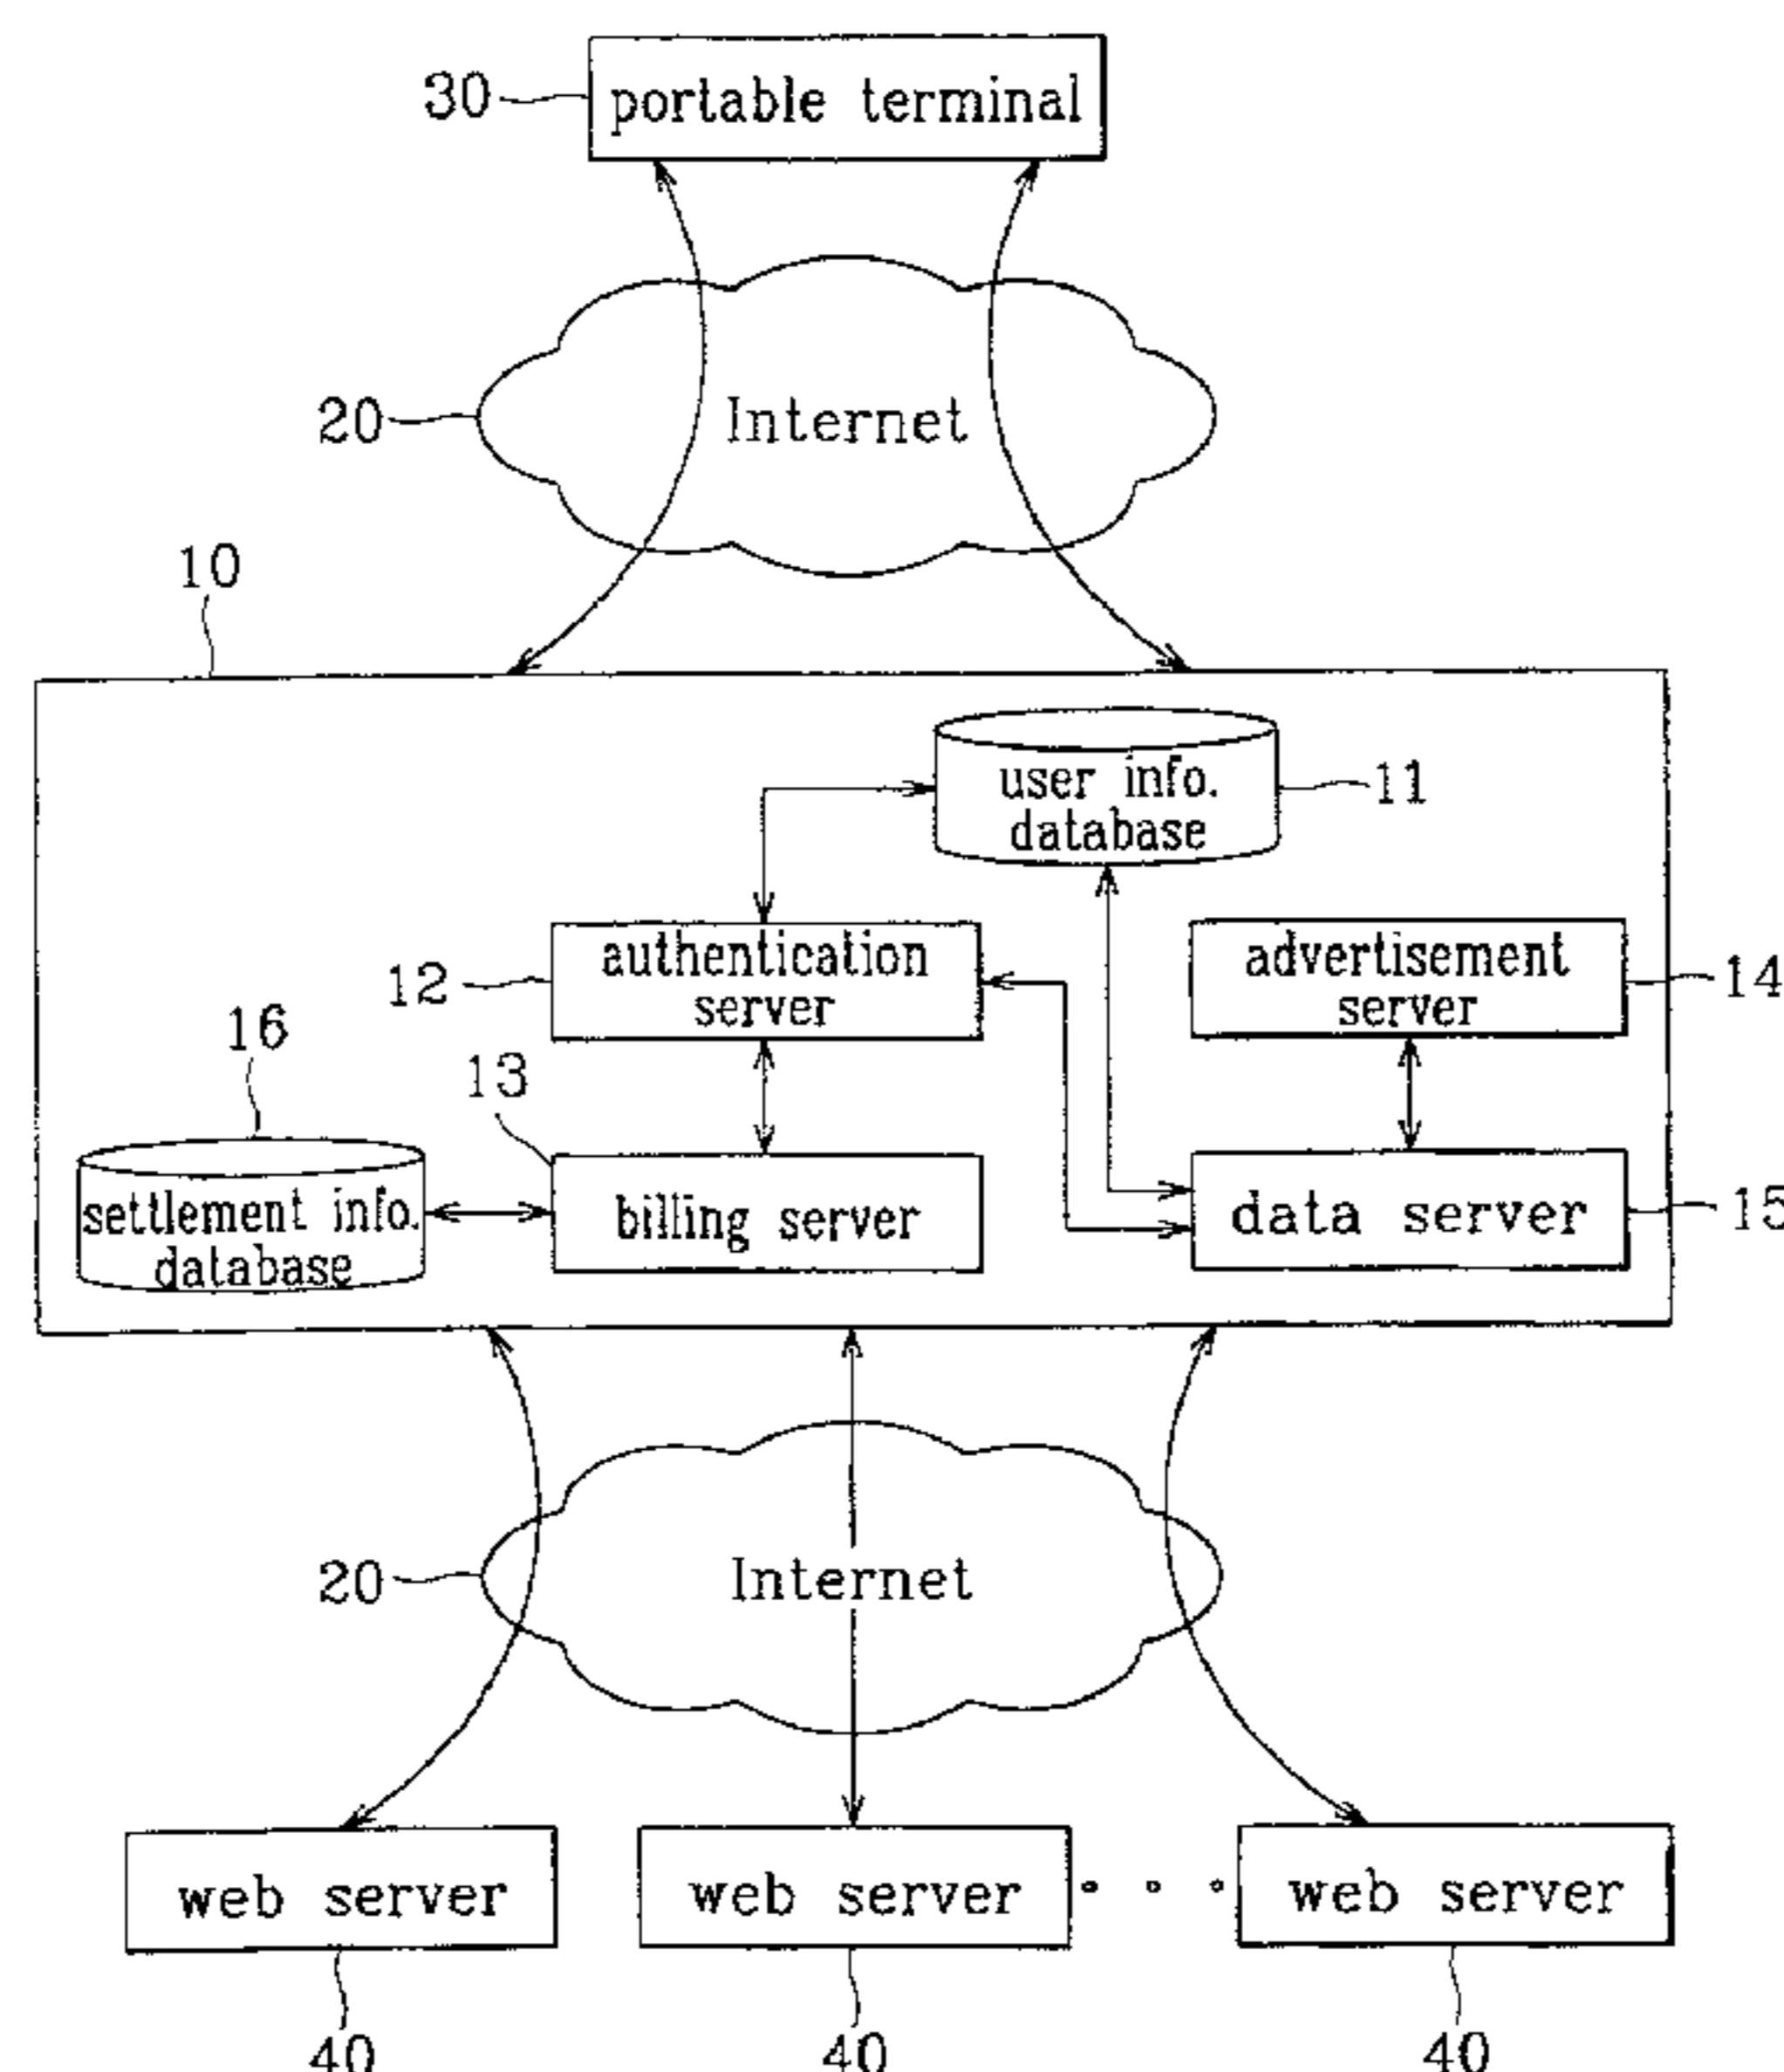 30
portable terminal
20
Internet
10
user info.
database
11
authentication
server
12
advertisement
server
14
16
13
settlement info.
database
billing server
data server
15
20
Internet
web server
web server
web server
40
40
40